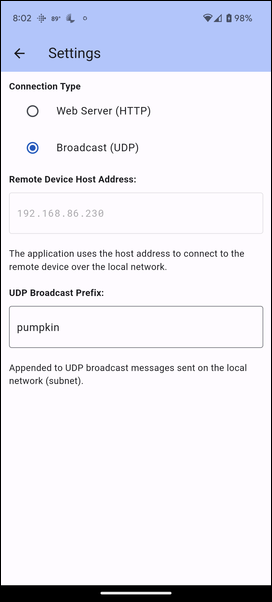 8:02 89° 98%
Settings
Connection Type
Web Server (HTTP)
Broadcast (UDP)
Remote Device Host Address:
192.168.86.230
The application uses the host address to connect to the
remote device over the local network.
UDP Broadcast Prefix:
pumpkin
Appended to UDP broadcast messages sent on the local
network (subnet).